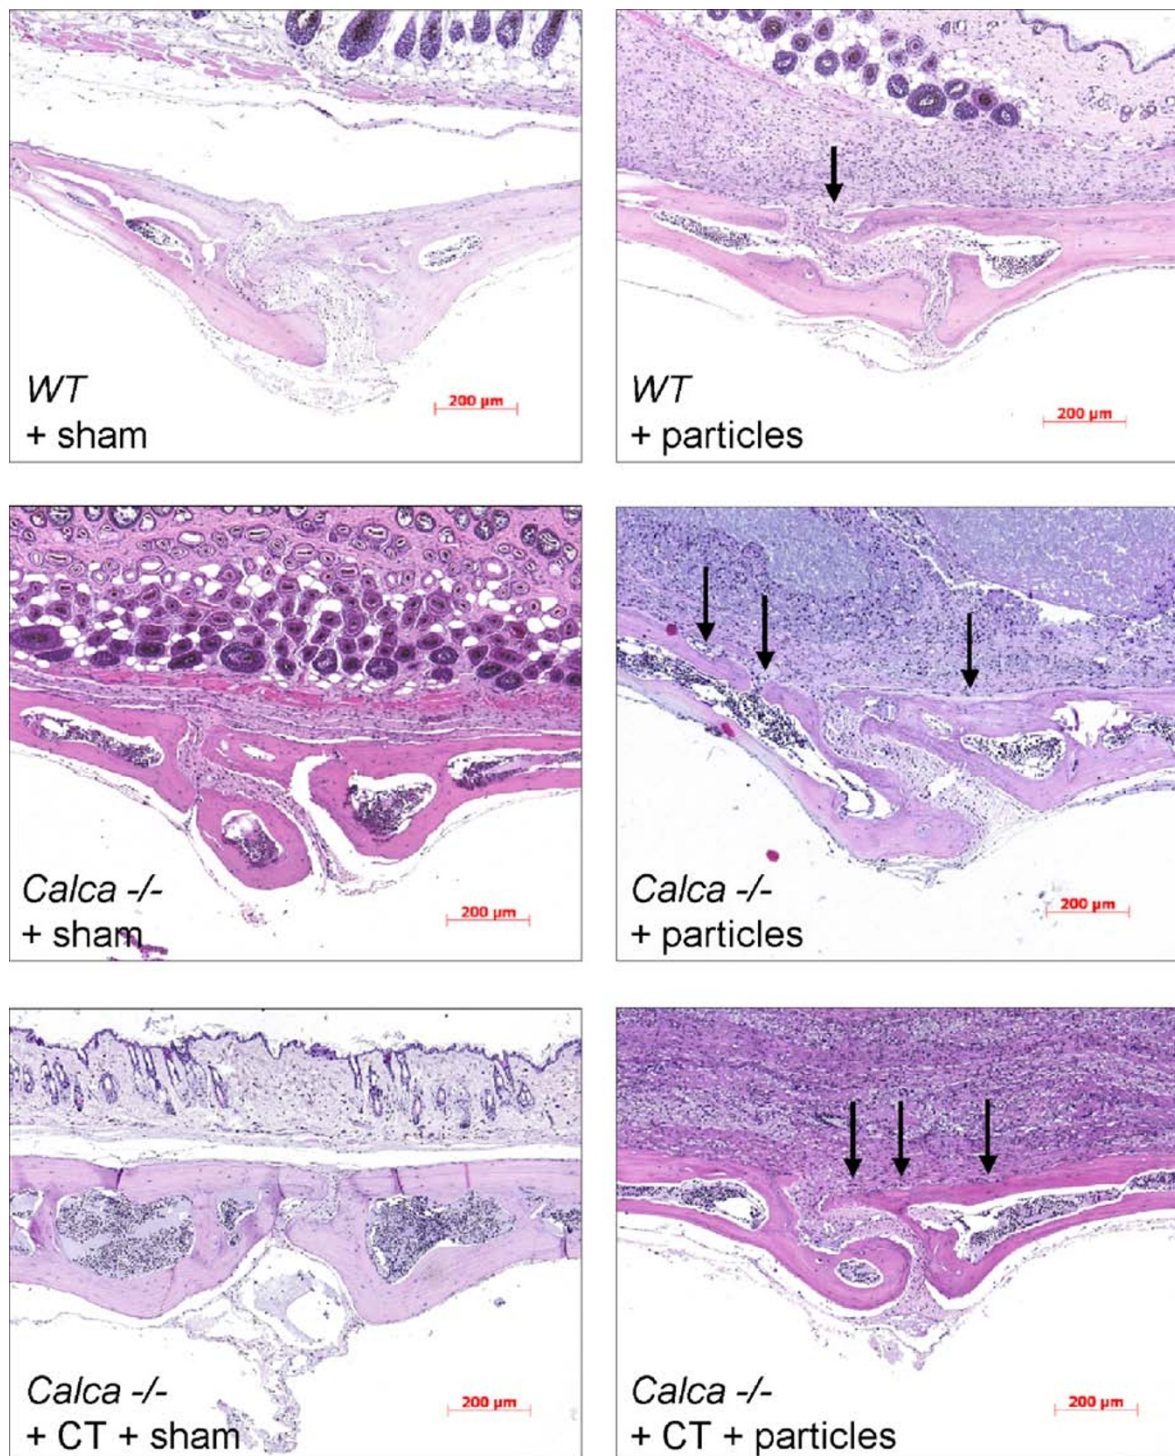 200 µm
WT
+ sham
200 µm
WT
+ particles
200 µm
Calca -/-
+ sham
200 µm
Calca -/-
+ particles
200 µm
Calca -/-
+ CT + sham
200 µm
Calca -/-
+ CT + particles